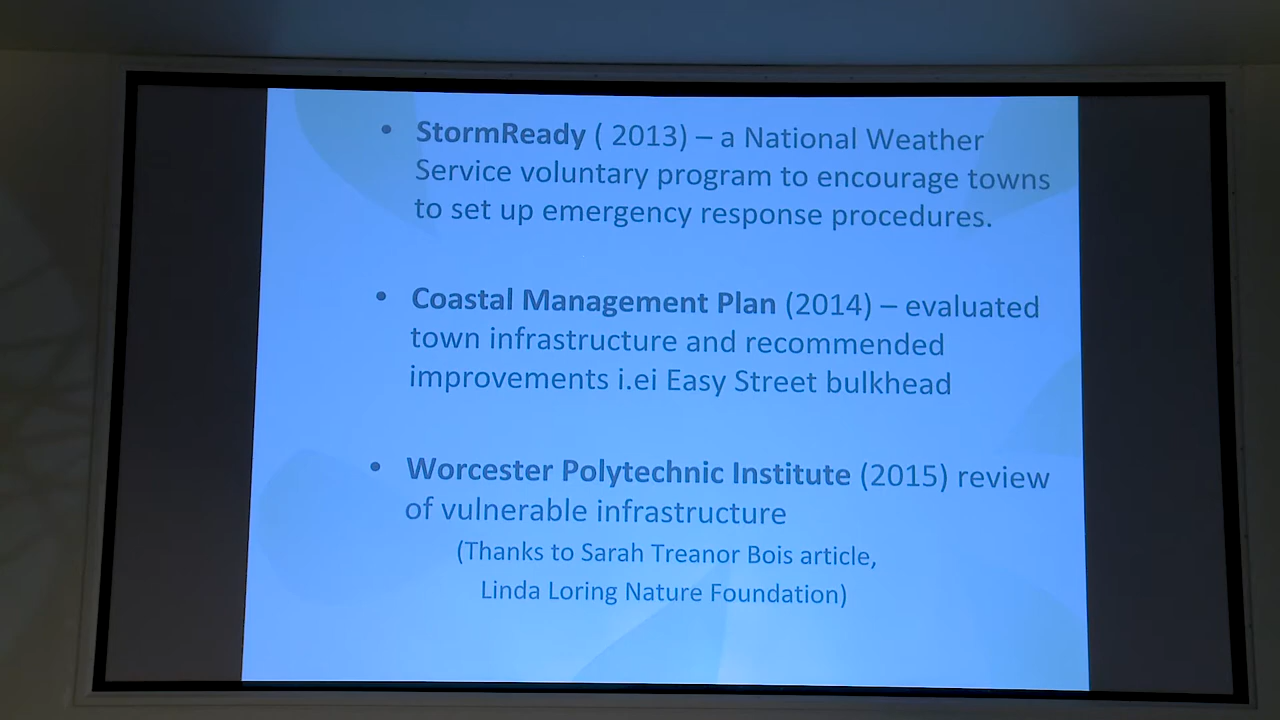 • StormReady ( 2013) – a National Weather
Service voluntary program to encourage towns
to set up emergency response procedures.
• Coastal Management Plan (2014) – evaluated
town infrastructure and recommended
improvements i.ei Easy Street bulkhead
• Worcester Polytechnic Institute (2015) review
of vulnerable infrastructure
(Thanks to Sarah Treanor Bois article,
Linda Loring Nature Foundation)